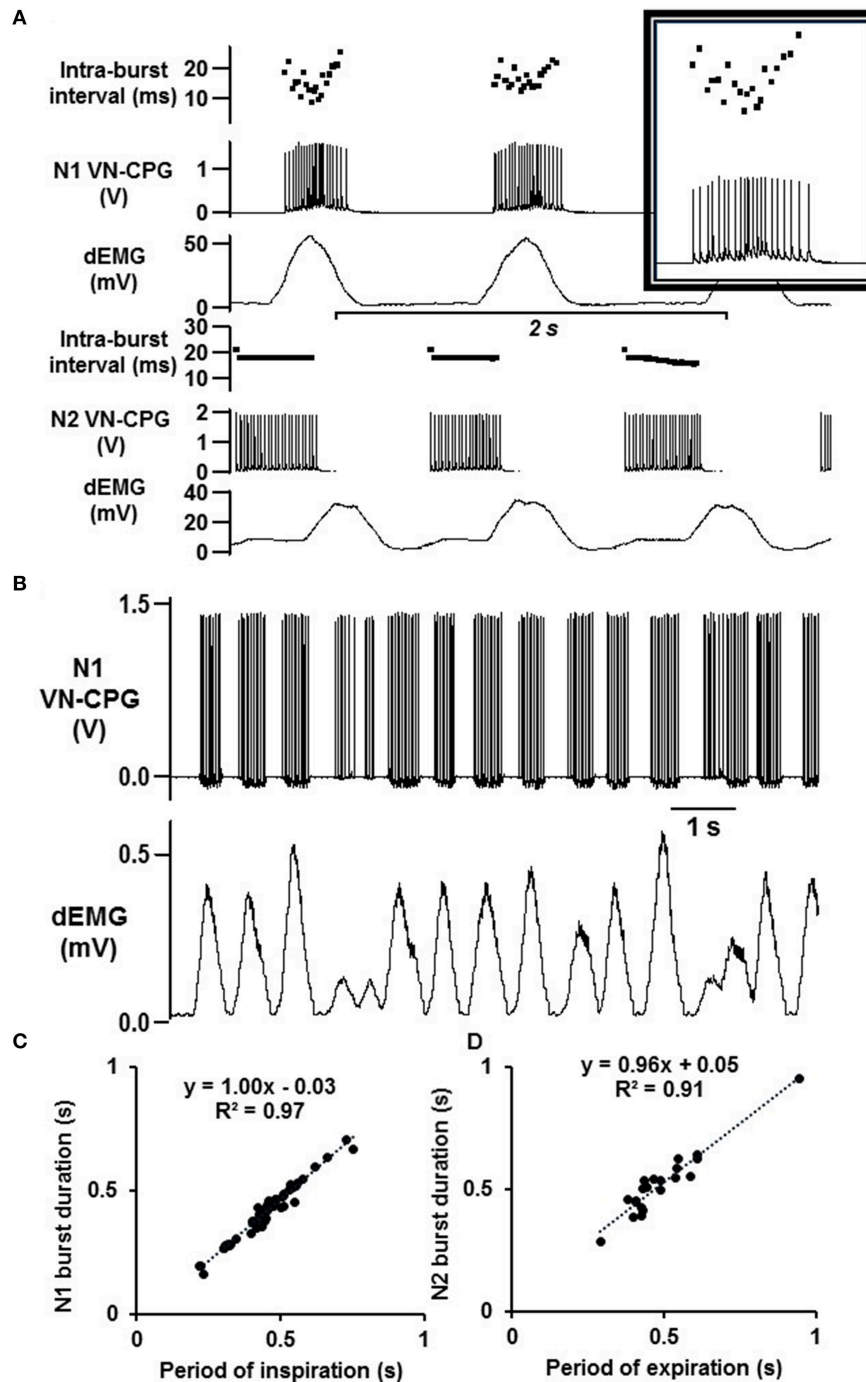 A
Intra-burst
interval (ms)
20
10
N1 VN-CPG
(V)
1
0
dEMG
(mV)
50
0
2 s
Intra-burst
interval (ms)
30
20
10
N2 VN-CPG
(V)
2
1
0
dEMG
(mV)
40
20
0
B
N1
VN-CPG
(V)
1.5
0.0
1 s
dEMG
(mV)
0.5
0.0
C
N1 burst duration (s)
1
0.5
0
y = 1.00x - 0.03
R² = 0.97
0
0.5
1
Period of inspiration (s)
D
N2 burst duration (s)
1
0.5
0
y = 0.96x + 0.05
R² = 0.91
0
0.5
1
Period of expiration (s)